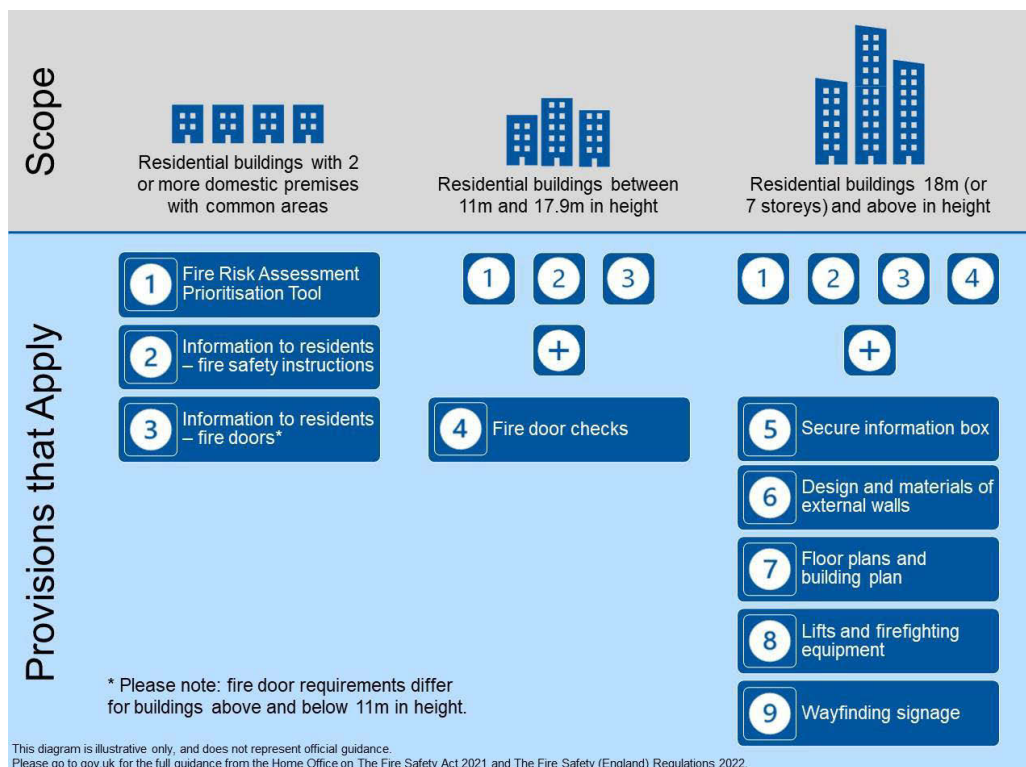 Scope
Residential buildings with 2
or more domestic premises
with common areas
Residential buildings between
11m and 17.9m in height
Residential buildings 18m (or
7 storeys) and above in height
Provisions that Apply
1 Fire Risk Assessment
Prioritisation Tool
2 Information to residents
– fire safety instructions
3 Information to residents
– fire doors*
1 2 3
+
4 Fire door checks
1 2 3 4
+
5 Secure information box
6 Design and materials of
external walls
7 Floor plans and
building plan
8 Lifts and firefighting
equipment
9 Wayfinding signage
* Please note: fire door requirements differ
for buildings above and below 11m in height.
This diagram is illustrative only, and does not represent official guidance.
Please go to gov.uk for the full guidance from the Home Office on The Fire Safety Act 2021 and The Fire Safety (England) Regulations 2022.